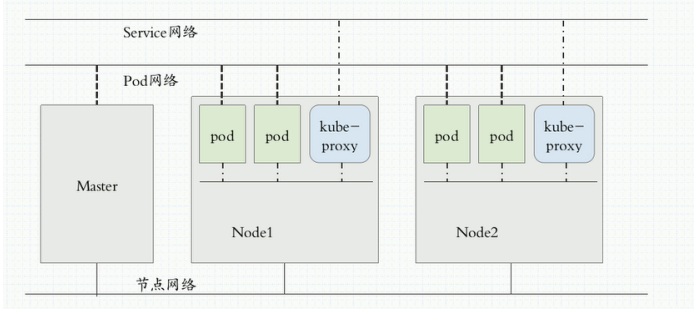 Service网络
Pod网络
pod
pod
kube-
proxy
pod
pod
kube-
proxy
Master
Node1
Node2
节点网络